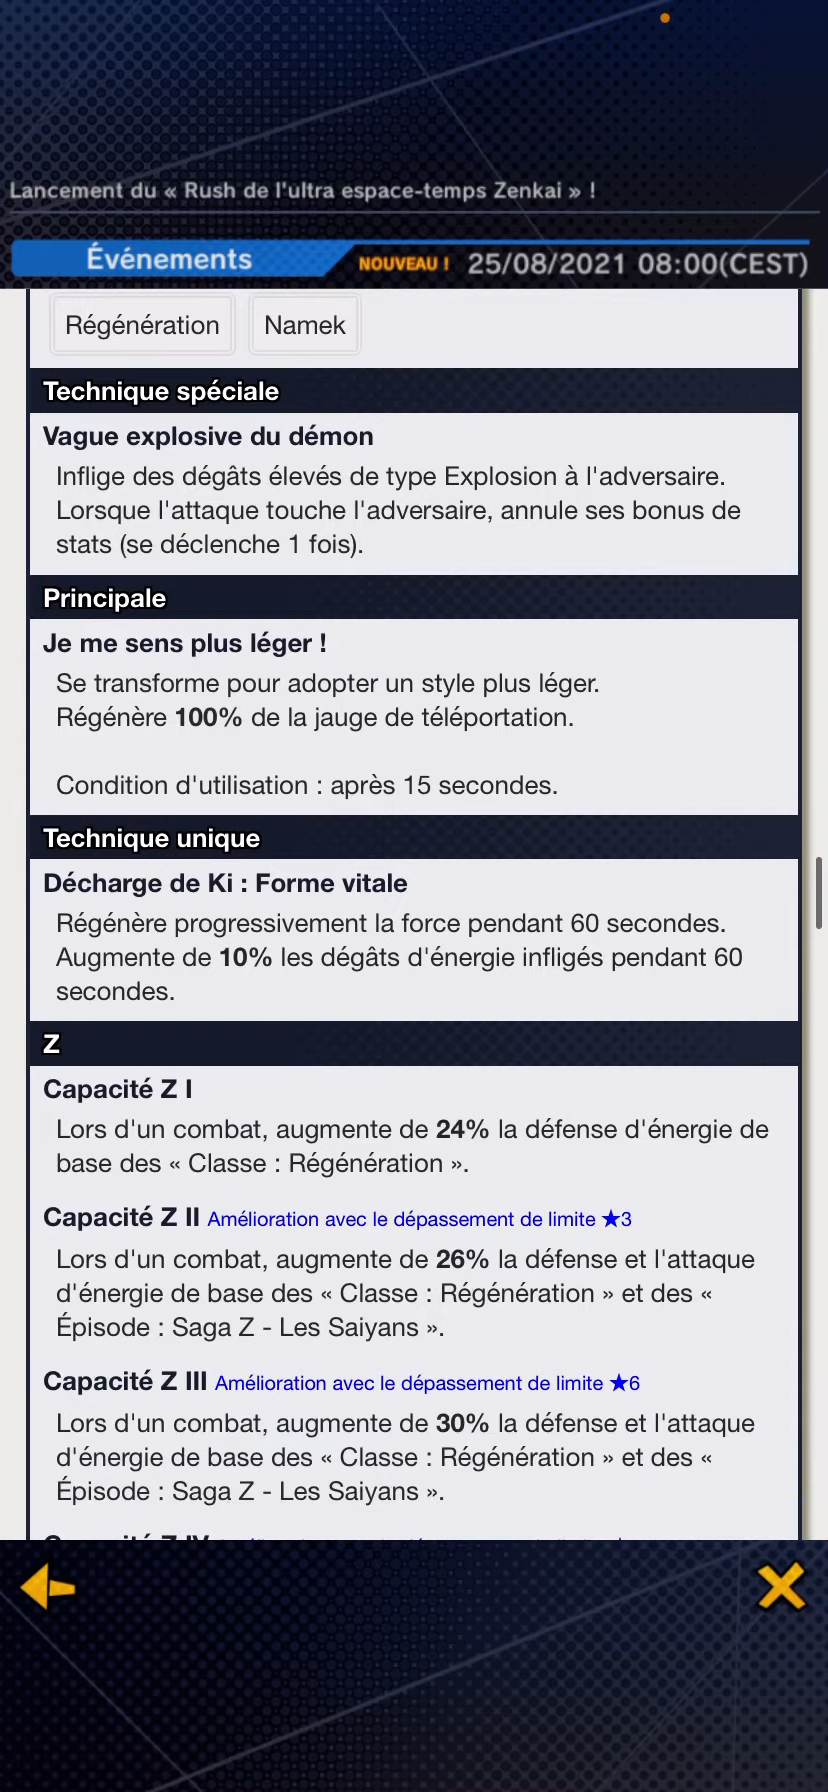 Lancement du « Rush de l'ultra espace-temps Zenkai » !
Événements NOUVEAU ! 25/08/2021 08:00(CEST)
Régénération Namek
Technique spéciale
Vague explosive du démon
Inflige des dégâts élevés de type Explosion à l'adversaire.
Lorsque l'attaque touche l'adversaire, annule ses bonus de
stats (se déclenche 1 fois).
Principale
Je me sens plus léger !
Se transforme pour adopter un style plus léger.
Régénère 100% de la jauge de téléportation.
Condition d'utilisation : après 15 secondes.
Technique unique
Décharge de Ki : Forme vitale
Régénère progressivement la force pendant 60 secondes.
Augmente de 10% les dégâts d'énergie infligés pendant 60
secondes.
Z
Capacité Z I
Lors d'un combat, augmente de 24% la défense d'énergie de
base des « Classe : Régénération ».
Capacité Z II Amélioration avec le dépassement de limite ★3
Lors d'un combat, augmente de 26% la défense et l'attaque
d'énergie de base des « Classe : Régénération » et des «
Épisode : Saga Z - Les Saiyans ».
Capacité Z III Amélioration avec le dépassement de limite ★6
Lors d'un combat, augmente de 30% la défense et l'attaque
d'énergie de base des « Classe : Régénération » et des «
Épisode : Saga Z - Les Saiyans ».
Capacité Z IV